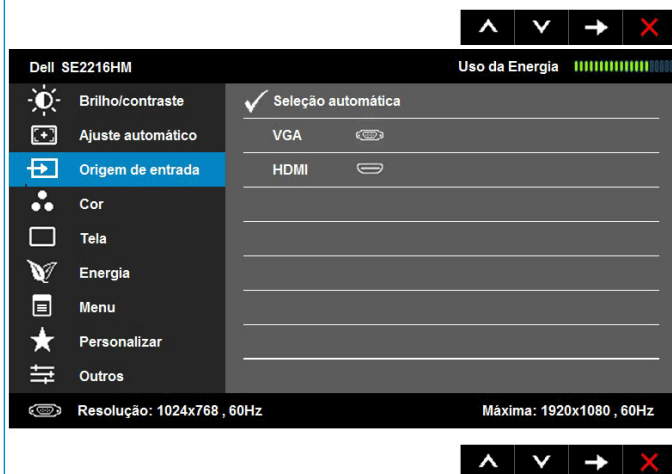 Dell SE2216HM Uso da Energia
Brilho/contraste Seleção automática
Ajuste automático VGA
Origem de entrada HDMI
Cor
Tela
Energia
Menu
Personalizar
Outros
Resolução: 1024x768 , 60Hz Máxima: 1920x1080 , 60Hz